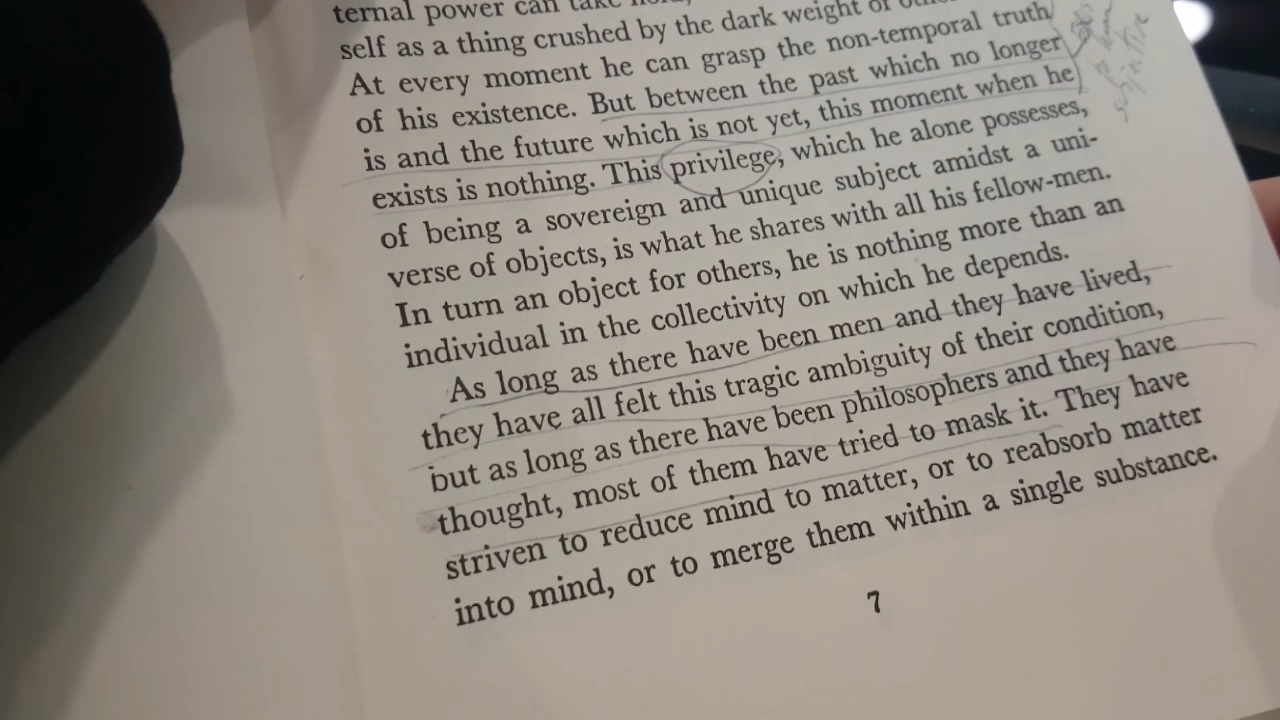 ternal power can take
self as a thing crushed by the dark weight of
At every moment he can grasp the non-temporal truth
of his existence. But between the past which no longer
is and the future which is not yet, this moment when he
exists is nothing. This privilege, which he alone possesses,
of being a sovereign and unique subject amidst a uni-
verse of objects, is what he shares with all his fellow-men.
In turn an object for others, he is nothing more than an
individual in the collectivity on which he depends.
As long as there have been men and they have lived,
they have all felt this tragic ambiguity of their condition,
but as long as there have been philosophers and they have
thought, most of them have tried to mask it. They have
striven to reduce mind to matter, or to reabsorb matter
into mind, or to merge them within a single substance.
7